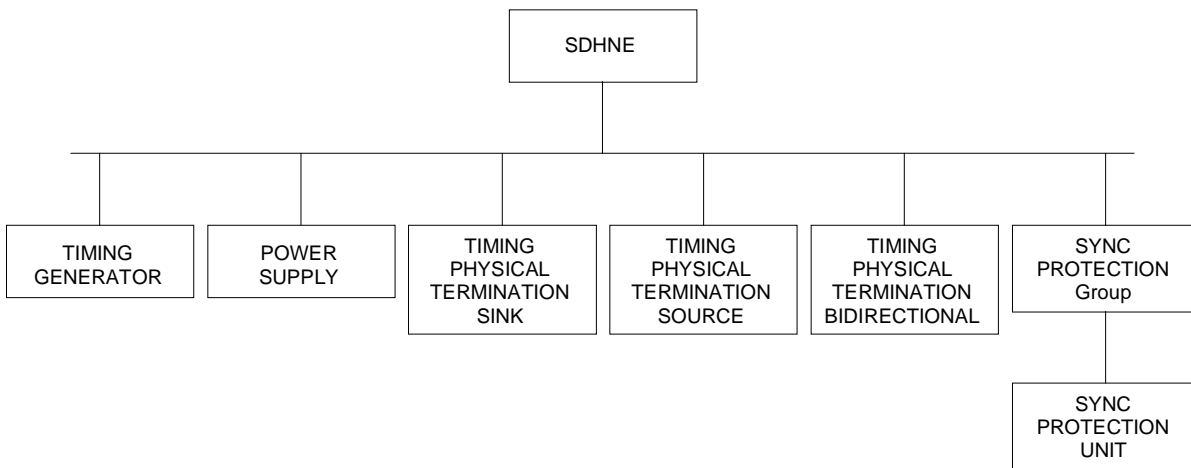 SDHNE
TIMING
GENERATOR
POWER
SUPPLY
TIMING
PHYSICAL
TERMINATION
SINK
TIMING
PHYSICAL
TERMINATION
SOURCE
TIMING
PHYSICAL
TERMINATION
BIDIRECTIONAL
SYNC
PROTECTION
Group
SYNC
PROTECTION
UNIT